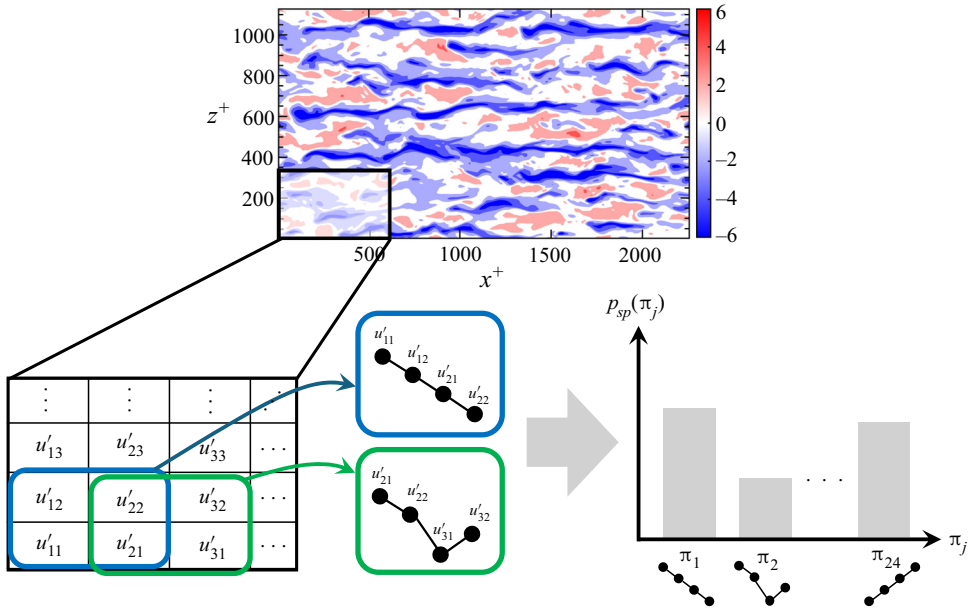 1000
800
z+
600
400
200
500
1000
1500
2000
x+
6
4
2
0
−2
−4
−6
⋮ ⋮ ⋮ ⋰
u′13 u′23 u′33 ...
u′12 u′22 u′32 ...
u′11 u′21 u′31 ...
u′11
u′12
u′21
u′22
u′21
u′22
u′31
u′32
psp(πj)
...
π1 π2 π24 πj